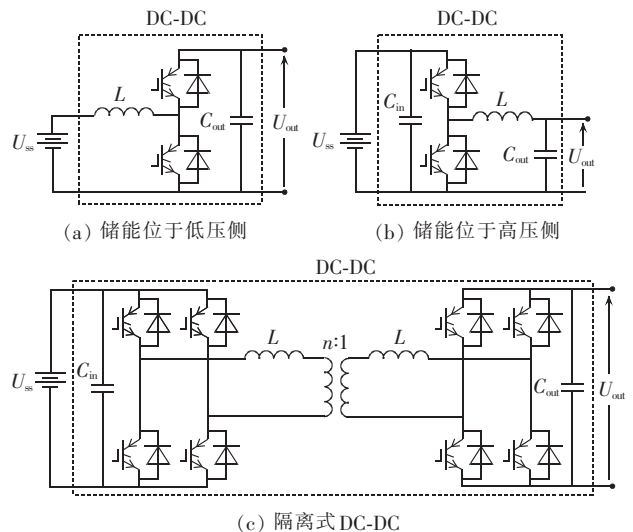 DC-DC
L
Uss
Cout
Uout
(a) 储能位于低压侧
DC-DC
Cin
L
Uss
Cout
Uout
(b) 储能位于高压侧
DC-DC
L
n:1
L
Uss
Cin
Cout
Uout
(c) 隔离式DC-DC